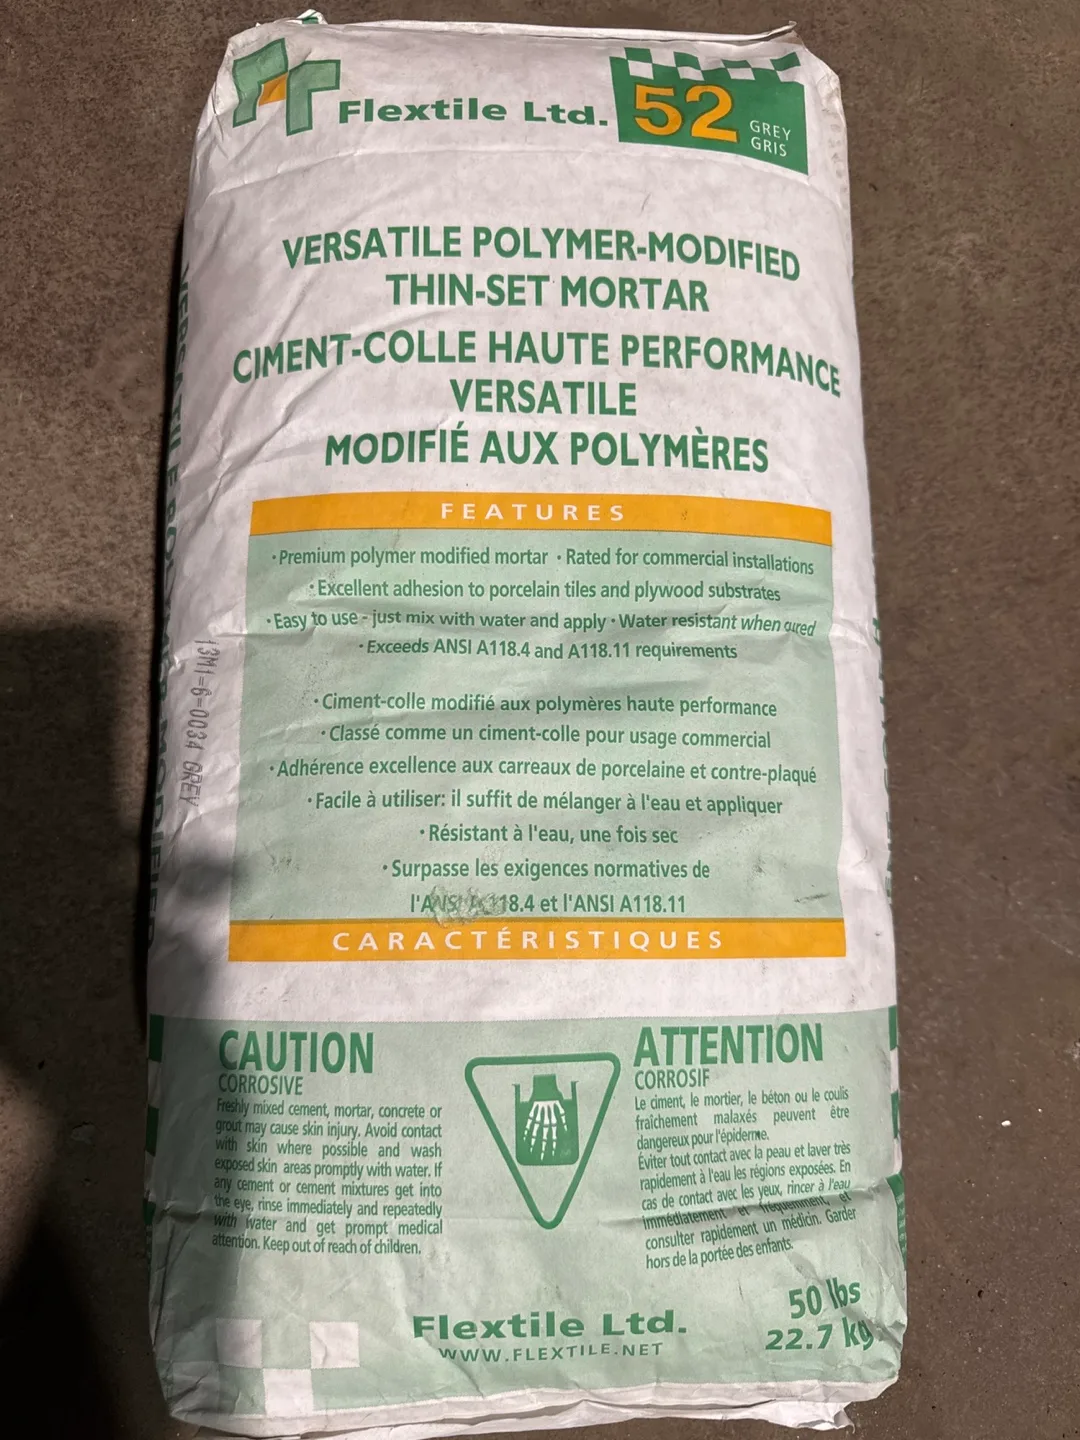 Flextile Ltd.
52
GREY
GRIS
VERSATILE POLYMER-MODIFIED
THIN-SET MORTAR
CIMENT-COLLE HAUTE PERFORMANCE
VERSATILE
MODIFIÉ AUX POLYMÈRES
FEATURES
• Premium polymer modified mortar • Rated for commercial installations
• Excellent adhesion to porcelain tiles and plywood substrates
• Easy to use - just mix with water and apply • Water resistant when cured
• Exceeds ANSI A118.4 and A118.11 requirements
• Ciment-colle modifié aux polymères haute performance
• Classé comme un ciment-colle pour usage commercial
• Adhérence excellence aux carreaux de porcelaine et contre-plaqué
• Facile à utiliser: il suffit de mélanger à l'eau et appliquer
• Résistant à l'eau, une fois sec
• Surpasse les exigences normatives de
l'ANSI A118.4 et l'ANSI A118.11
CARACTÉRISTIQUES
13M1=6=0034 GREY
CAUTION
CORROSIVE
Freshly mixed cement, mortar, concrete or
grout may cause skin injury. Avoid contact
with skin where possible and wash
exposed skin areas promptly with water. If
any cement or cement mixtures get into
the eye, rinse immediately and repeatedly
with water and get prompt medical
attention. Keep out of reach of children.
ATTENTION
CORROSIF
Le ciment, le mortier, le béton ou le coulis
fraîchement malaxés peuvent être
dangereux pour l'épiderme.
Éviter tout contact avec la peau et laver très
rapidement à l'eau les régions exposées. En
cas de contact avec les yeux, rincer à l'eau
immédiatement et fréquemment, et
consulter rapidement un médicin. Garder
hors de la portée des enfants.
50 lbs
22.7 kg
Flextile Ltd.
WWW.FLEXTILE.NET